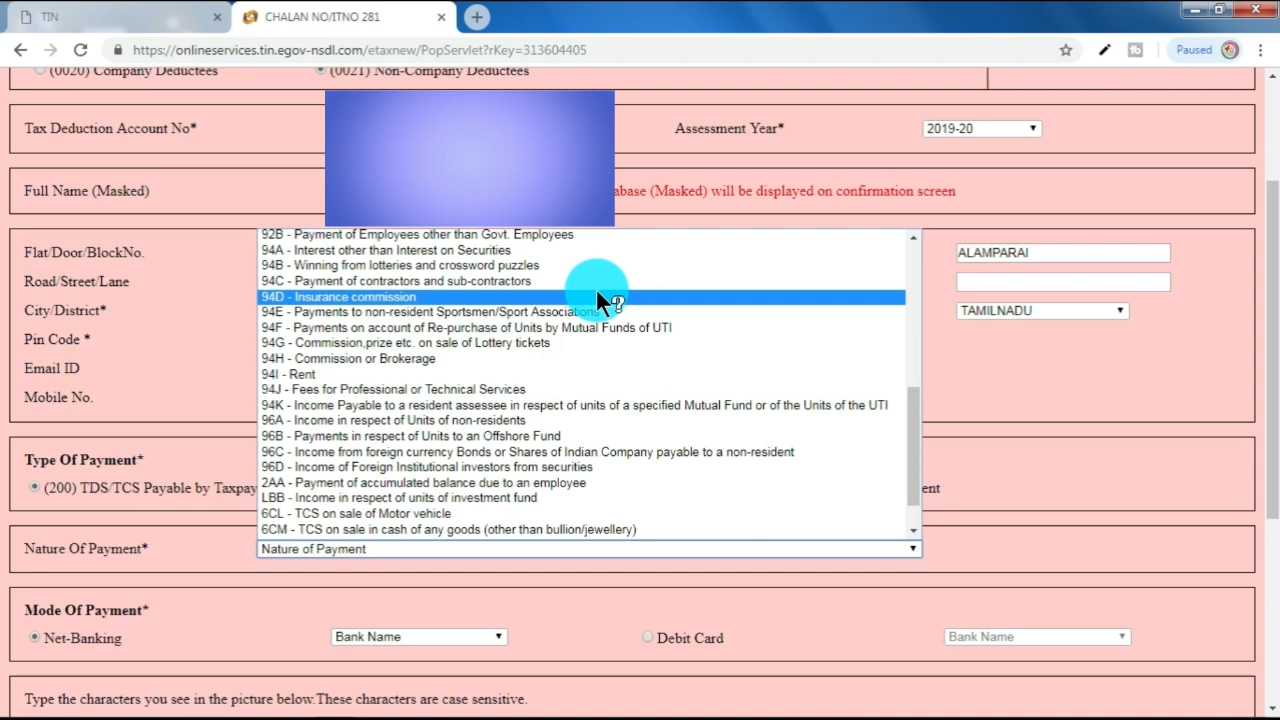 TIN
CHALAN NO/ITNO 281
https://onlineservices.tin.egov-nsdl.com/etaxnew/PopServlet?rKey=313604405
Paused
(0020) Company Deductees (0021) Non-Company Deductees
Tax Deduction Account No* Assessment Year* 2019-20
Full Name (Masked) abase (Masked) will be displayed on confirmation screen
92B - Payment of Employees other than Govt. Employees
Flat/Door/BlockNo. 94A - Interest other than Interest on Securities ALAMPARAI
94B - Winning from lotteries and crossword puzzles
Road/Street/Lane 94C - Payment of contractors and sub-contractors
94D - Insurance commission
City/District* 94E - Payments to non-resident Sportsmen/Sport Associations TAMILNADU
94F - Payments on account of Re-purchase of Units by Mutual Funds of UTI
Pin Code * 94G - Commission,prize etc. on sale of Lottery tickets
94H - Commission or Brokerage
Email ID 94I - Rent
94J - Fees for Professional or Technical Services
Mobile No. 94K - Income Payable to a resident assessee in respect of units of a specified Mutual Fund or of the Units of the UTI
96A - Income in respect of Units of non-residents
96B - Payments in respect of Units to an Offshore Fund
96C - Income from foreign currency Bonds or Shares of Indian Company payable to a non-resident
Type Of Payment* 96D - Income of Foreign Institutional investors from securities
2AA - Payment of accumulated balance due to an employee
(200) TDS/TCS Payable by Taxpay ent
LBB - Income in respect of units of investment fund
6CL - TCS on sale of Motor vehicle
6CM - TCS on sale in cash of any goods (other than bullion/jewellery)
Nature Of Payment* Nature of Payment
Mode Of Payment*
Net-Banking Bank Name Debit Card Bank Name
Type the characters you see in the picture below.These characters are case sensitive.